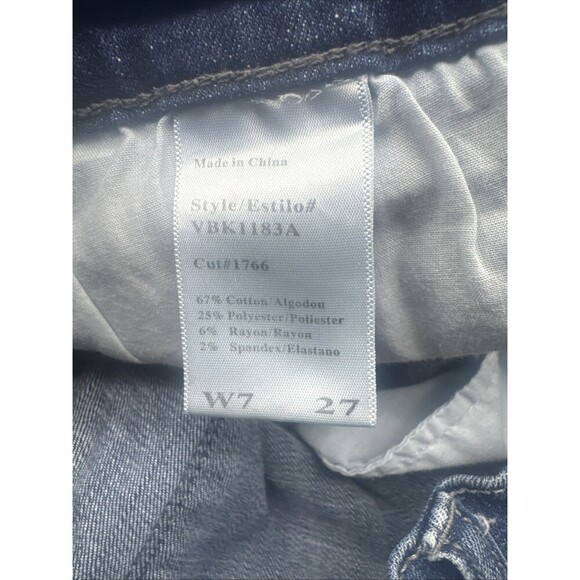 Made in China
Style/Estilo#
VBK1183A
Cut#1766
67% Cotton/Algodon
25% Polyester/Poliester
6% Rayon/Rayon
2% Spandex/Elastano
W7 27